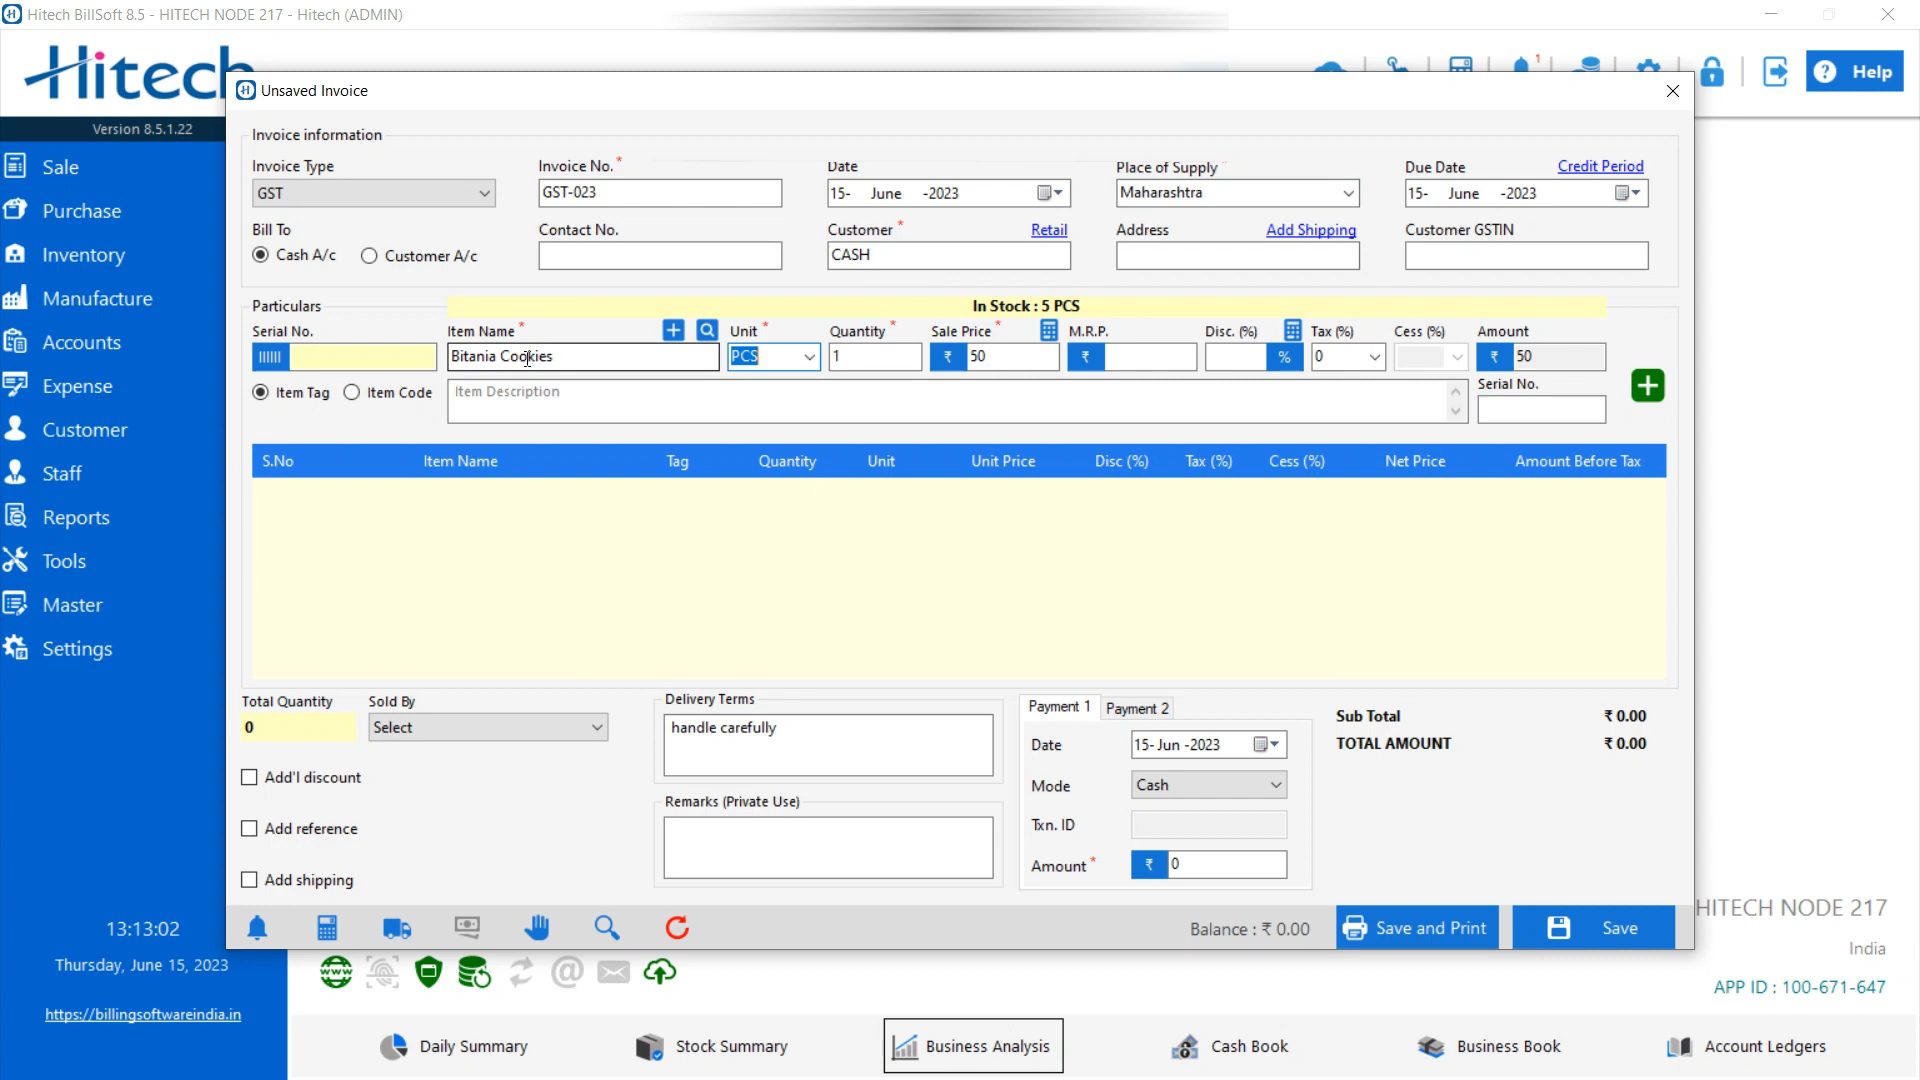 Hitech BillSoft 8.5 - HITECH NODE 217 - Hitech (ADMIN)
Hitech
1
Help
Version 8.5.1.22
Sale
Purchase
Inventory
Manufacture
Accounts
Expense
Customer
Staff
Reports
Tools
Master
Settings
13:13:02
Thursday, June 15, 2023
https://billingsoftwareindia.in
Unsaved Invoice
Invoice information
Invoice Type
Invoice No. *
Date
Place of Supply
Due Date
Credit Period
GST
GST-023
15- June -2023
Maharashtra
15- June -2023
Bill To
Contact No.
Customer *
Retail
Address
Add Shipping
Customer GSTIN
Cash A/c
Customer A/c
CASH
Particulars
In Stock : 5 PCS
Serial No.
Item Name *
Unit *
Quantity *
Sale Price *
M.R.P.
Disc. (%)
Tax (%)
Cess (%)
Amount
Bitania Cookies
PCS
1
₹ 50
₹
%
0
₹ 50
Item Tag
Item Code
Item Description
Serial No.
S.No
Item Name
Tag
Quantity
Unit
Unit Price
Disc (%)
Tax (%)
Cess (%)
Net Price
Amount Before Tax
Total Quantity
Sold By
0
Select
Add'l discount
Add reference
Add shipping
Delivery Terms
handle carefully
Remarks (Private Use)
Payment 1
Payment 2
Date
15- Jun -2023
Mode
Cash
Txn. ID
Amount *
₹ 0
Sub Total
₹ 0.00
TOTAL AMOUNT
₹ 0.00
Balance : ₹ 0.00
Save and Print
Save
HITECH NODE 217
India
APP ID : 100-671-647
www
@
Daily Summary
Stock Summary
Business Analysis
Cash Book
Business Book
Account Ledgers